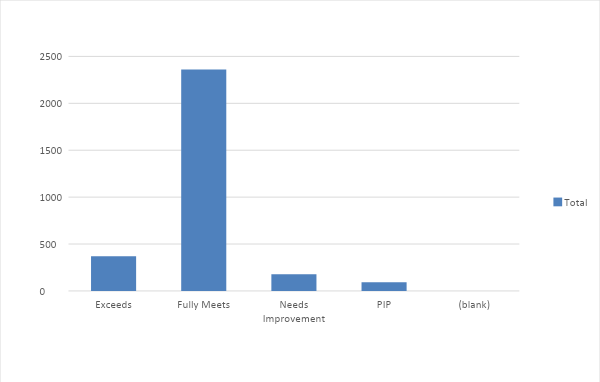 2500
2000
1500
1000
500
0
Exceeds
Fully Meets
Needs
Improvement
PIP
(blank)
Total